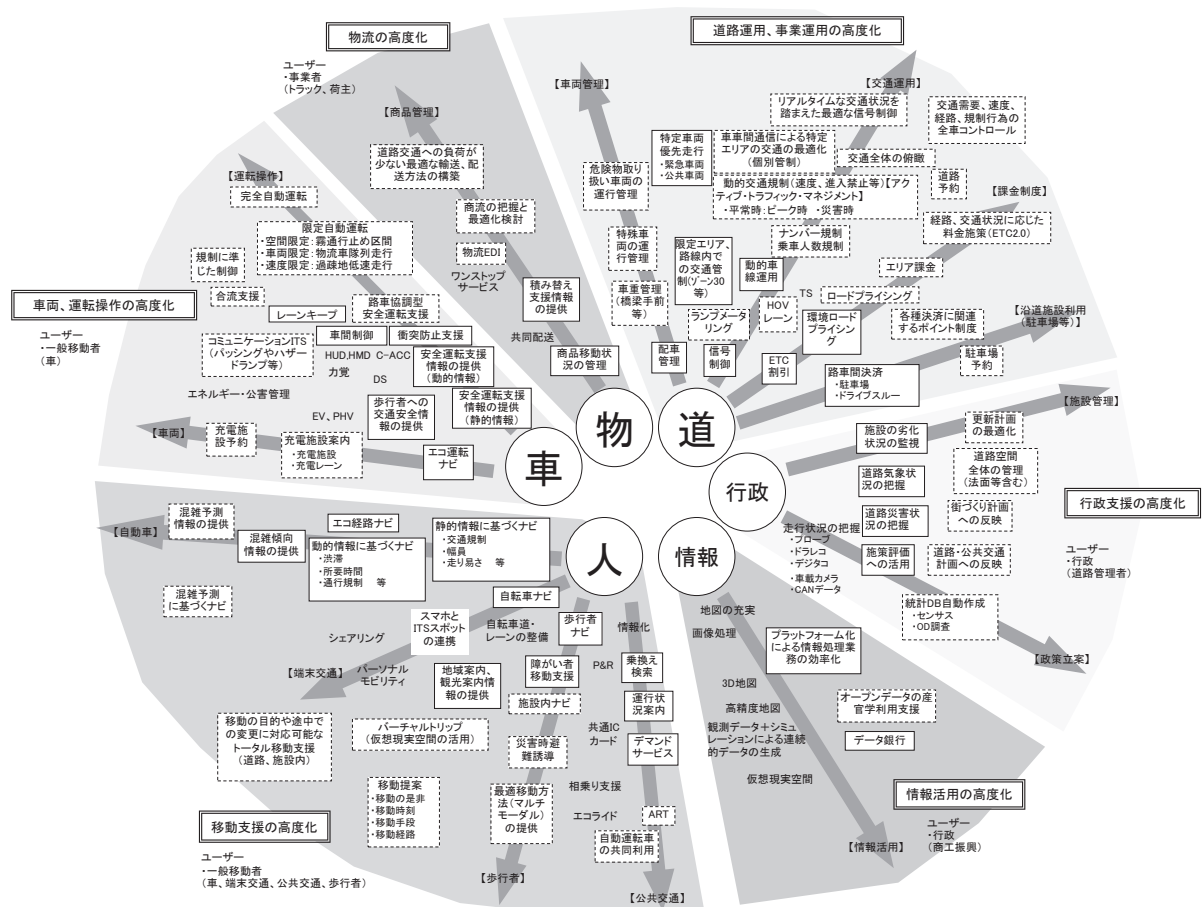 物流の高度化
ユーザー
・事業者
(トラック、荷主)
【商品管理】
道路交通への負荷が
少ない最適な輸送、配
送方法の構築
商流の把握と
最適化検討
物流EDI
ワンストップ
サービス
積み替え
支援情報
の提供
共同配送
商品移動状
況の管理
物
道路運用、事業運用の高度化
【車両管理】
危険物取り
扱い車両の
運行管理
特殊車
両の運
行管理
車重管理
(橋梁手前
等)
配車
管理
【交通運用】
リアルタイムな交通状況を
踏まえた最適な信号制御
交通需要、速度、
経路、規制行為の
全車コントロール
特定車両
優先走行
・緊急車両
・公共車両
車車間通信による特定
エリアの交通の最適化
(個別管制)
交通全体の俯瞰
道路
予約
動的交通規制(速度、進入禁止等)【アク
ティブ・トラフィック・マネジメント】
・平常時:ピーク時 ・災害時
ナンバー規制
乗車人数規制
限定エリア、
路線内で
の交通管
制(ゾーン30
等)
動的車
線運用
HOV
レーン
ランプメータ
リング
信号
制御
【課金制度】
経路、交通状況に応じた
料金施策(ETC2.0)
エリア課金
TS
ロードプライシング
環境ロード
プライシン
グ
各種決済に関連
するポイント制度
ETC
割引
【沿道施設利用
(駐車場等)】
駐車場
予約
路車間決済
・駐車場
・ドライブスルー
道
車両、運転操作の高度化
ユーザー
・一般移動者
(車)
【運転操作】
完全自動運転
限定自動運転
・空間限定:霧通行止め区間
・車両限定:物流車隊列走行
・速度限定:過疎地低速走行
規制に準
じた制御
合流支援
路車協調型
安全運転支援
レーンキープ
車間制御
衝突防止支援
コミュニケーションITS
(パッシングやハザー
ドランプ等)
HUD,HMD
C-ACC
力覚
DS
安全運転支援
情報の提供
(動的情報)
安全運転支援
情報の提供
(静的情報)
エネルギー・公害管理
歩行者への
交通安全情
報の提供
EV、PHV
【車両】
充電施
設予約
充電施設案内
・充電施設
・充電レーン
エコ運転
ナビ
車
行政支援の高度化
ユーザー
・行政
(道路管理者)
【施設管理】
施設の劣化
状況の監視
更新計画
の最適化
道路空間
全体の管理
(法面等含む)
道路気象状
況の把握
道路災害状
況の把握
街づくり計画
への反映
走行状況の把握
・プローブ
・ドラレコ
・デジタコ
・車載カメラ
・CANデータ
施策評価
への活用
道路・公共交通
計画への反映
統計DB自動作成
・センサス
・OD調査
【政策立案】
行政
移動支援の高度化
ユーザー
・一般移動者
(車、端末交通、公共交通、歩行者)
【自動車】
混雑予測
情報の提供
混雑傾向
情報の提供
エコ経路ナビ
動的情報に基づくナビ
・渋滞
・所要時間
・通行規制 等
静的情報に基づくナビ
・交通規制
・幅員
・走り易さ 等
混雑予測
に基づくナビ
自転車ナビ
スマホと
ITSスポット
の連携
自転車道・
レーンの整備
シェアリング
【端末交通】
パーソナル
モビリティ
地域案内、
観光案内情
報の提供
移動の目的や途中で
の変更に対応可能な
トータル移動支援
(道路、施設内)
バーチャルトリップ
(仮想現実空間の活用)
移動提案
・移動の是非
・移動時刻
・移動手段
・移動経路
歩行者
ナビ
障がい者
移動支援
施設内ナビ
災害時避
難誘導
最適移動方
法(マルチ
モーダル)
の提供
【歩行者】
情報化
P&R
乗換え
検索
運行状
況案内
共通IC
カード
デマンド
サービス
相乗り支援
エコライド
ART
自動運転車
の共同利用
【公共交通】
人
情報活用の高度化
ユーザー
・行政
(商工振興)
地図の充実
画像処理
プラットフォーム化
による情報処理業
務の効率化
3D地図
高精度地図
オープンデータの産
官学利用支援
観測データ+シミュ
レーションによる連続
的データの生成
データ銀行
仮想現実空間
【情報活用】
情報